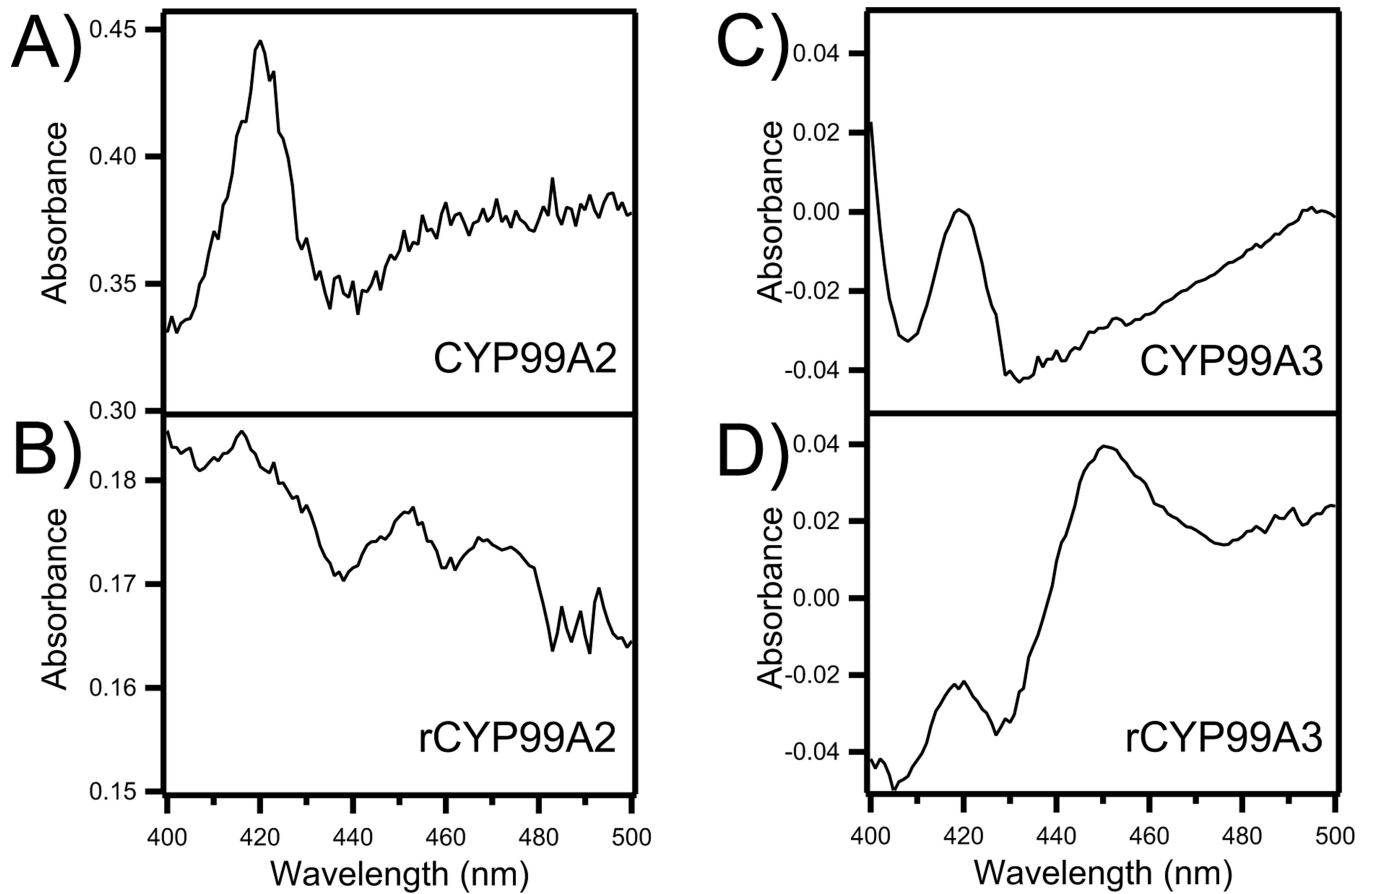 A)
0.45
0.40
0.35
0.30
Absorbance
CYP99A2
B)
0.18
0.17
0.16
0.15
Absorbance
rCYP99A2
400 420 440 460 480 500
Wavelength (nm)
C)
0.04
0.02
0.00
-0.02
-0.04
Absorbance
CYP99A3
D)
0.04
0.02
0.00
-0.02
-0.04
Absorbance
rCYP99A3
400 420 440 460 480 500
Wavelength (nm)